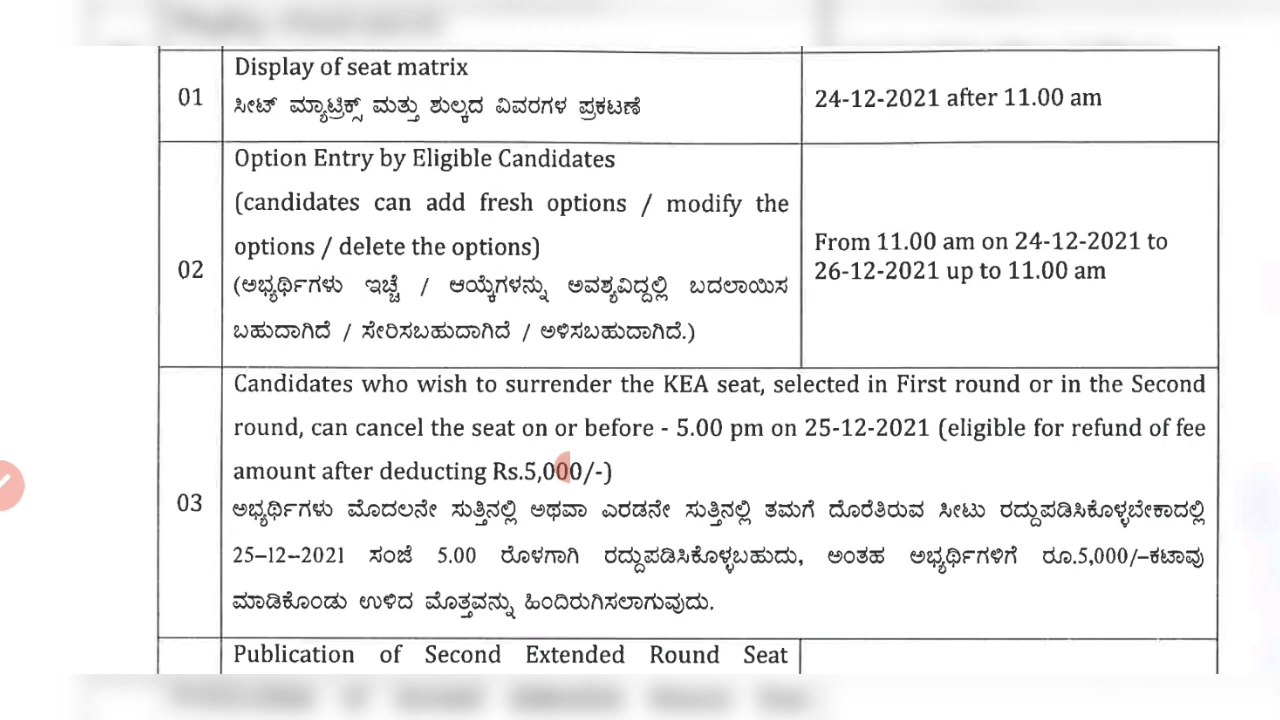 01
Display of seat matrix
ಸೀಟ್ ಮ್ಯಾಟ್ರಿಕ್ಸ್ ಮತ್ತು ಶುಲ್ಕದ ವಿವರಗಳ ಪ್ರಕಟಣೆ
24-12-2021 after 11.00 am
02
Option Entry by Eligible Candidates
(candidates can add fresh options / modify the
options / delete the options)
(ಅಭ್ಯರ್ಥಿಗಳು ಇಚ್ಛೆ / ಆಯ್ಕೆಗಳನ್ನು ಅವಶ್ಯವಿದ್ದಲ್ಲಿ ಬದಲಾಯಿಸ
ಬಹುದಾಗಿದೆ / ಸೇರಿಸಬಹುದಾಗಿದೆ / ಅಳಿಸಬಹುದಾಗಿದೆ.)
From 11.00 am on 24-12-2021 to
26-12-2021 up to 11.00 am
03
Candidates who wish to surrender the KEA seat, selected in First round or in the Second
round, can cancel the seat on or before - 5.00 pm on 25-12-2021 (eligible for refund of fee
amount after deducting Rs.5,000/-)
ಅಭ್ಯರ್ಥಿಗಳು ಮೊದಲನೇ ಸುತ್ತಿನಲ್ಲಿ ಅಥವಾ ಎರಡನೇ ಸುತ್ತಿನಲ್ಲಿ ತಮಗೆ ದೊರೆತಿರುವ ಸೀಟು ರದ್ದುಪಡಿಸಿಕೊಳ್ಳಬೇಕಾದಲ್ಲಿ
25–12–2021 ಸಂಜೆ 5.00 ರೊಳಗಾಗಿ ರದ್ದುಪಡಿಸಿಕೊಳ್ಳಬಹುದು, ಅಂತಹ ಅಭ್ಯರ್ಥಿಗಳಿಗೆ ರೂ.5,000/–ಕಟಾವು
ಮಾಡಿಕೊಂಡು ಉಳಿದ ಮೊತ್ತವನ್ನು ಹಿಂದಿರುಗಿಸಲಾಗುವುದು.
Publication of Second Extended Round Seat